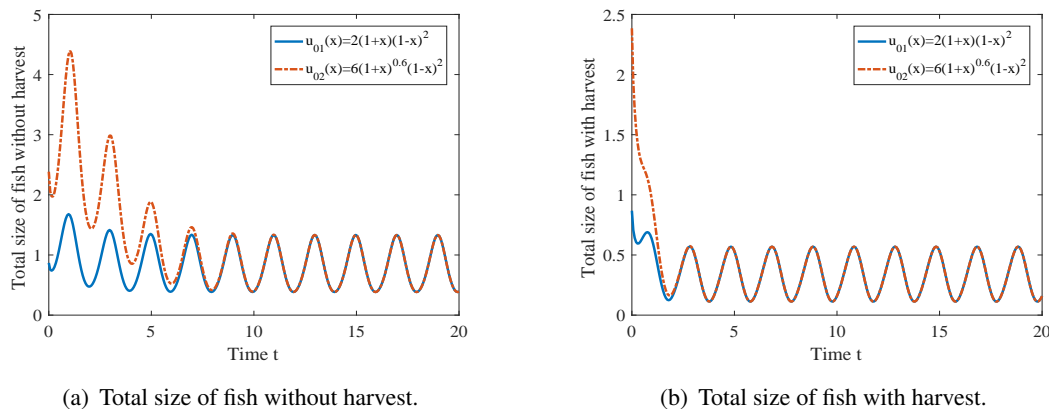 5
4
3
2
1
0
Total size of fish without harvest
u₀₁(x)=2(1+x)(1-x)²
u₀₂(x)=6(1+x)⁰·⁶(1-x)²
0 5 10 15 20
Time t
(a) Total size of fish without harvest.
2.5
2
1.5
1
0.5
0
Total size of fish with harvest
u₀₁(x)=2(1+x)(1-x)²
u₀₂(x)=6(1+x)⁰·⁶(1-x)²
0 5 10 15 20
Time t
(b) Total size of fish with harvest.